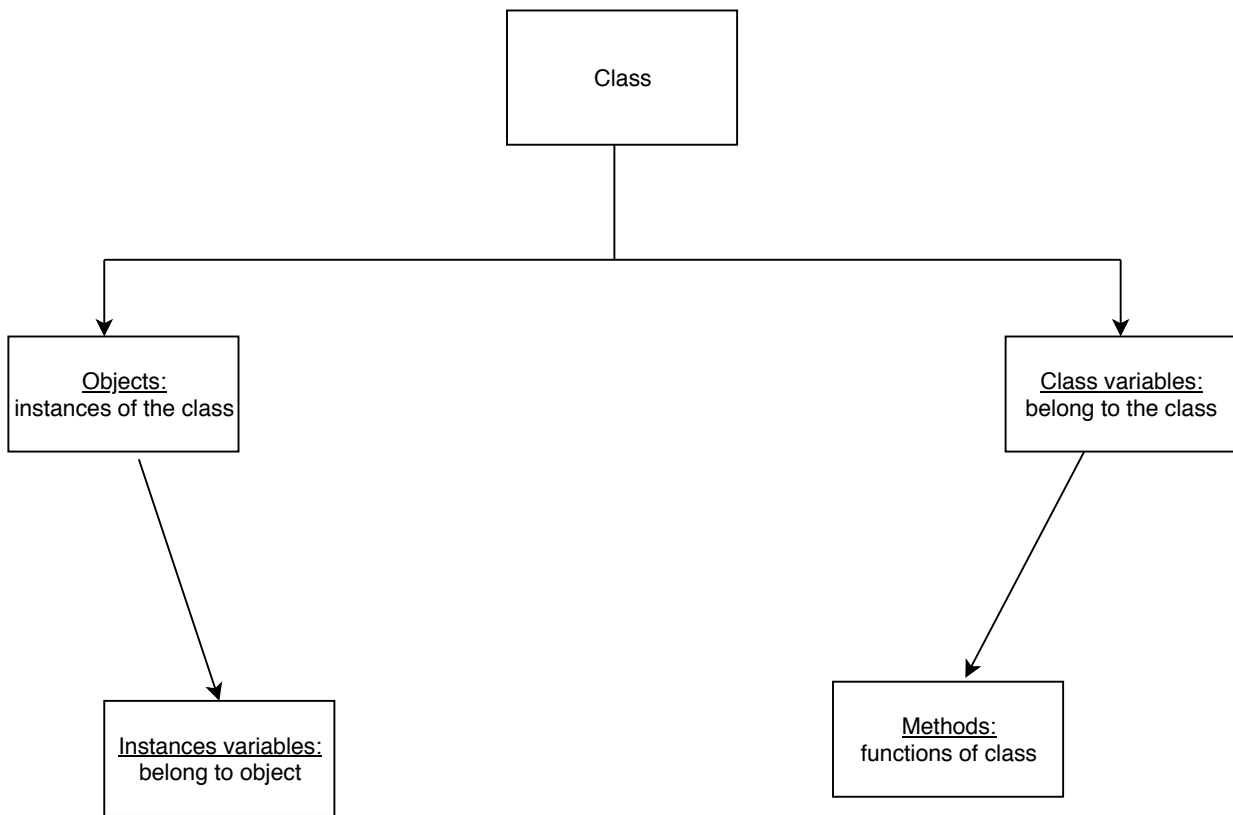 Class
Objects:
instances of the class
Class variables:
belong to the class
Instances variables:
belong to object
Methods:
functions of class